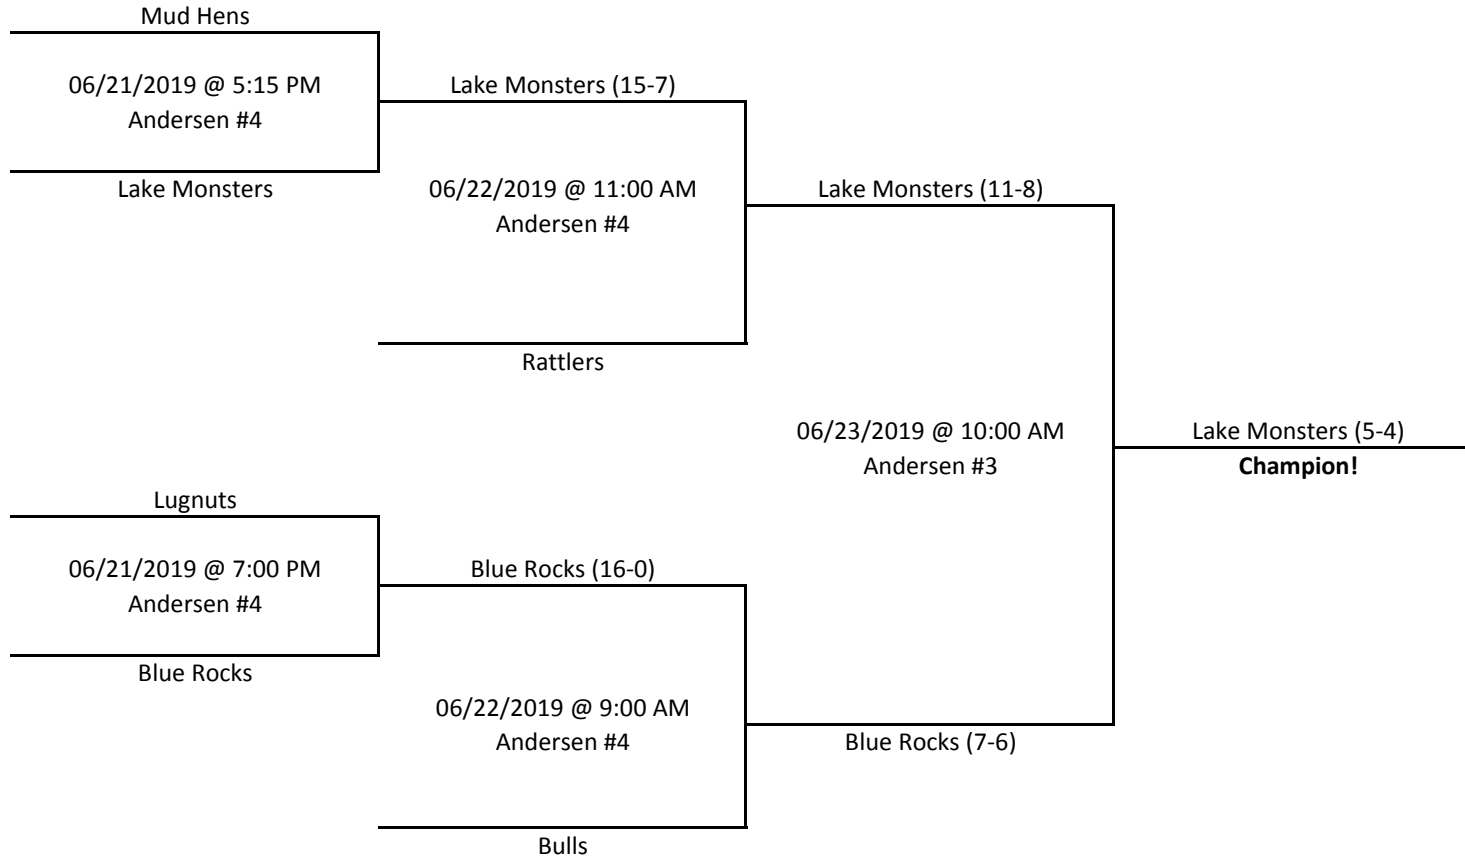 Mud Hens
06/21/2019 @ 5:15 PM
Andersen #4
Lake Monsters
Lake Monsters (15-7)
06/22/2019 @ 11:00 AM
Andersen #4
Rattlers
Lake Monsters (11-8)
06/23/2019 @ 10:00 AM
Andersen #3
Lake Monsters (5-4)
Champion!
Lugnuts
06/21/2019 @ 7:00 PM
Andersen #4
Blue Rocks
Blue Rocks (16-0)
06/22/2019 @ 9:00 AM
Andersen #4
Bulls
Blue Rocks (7-6)